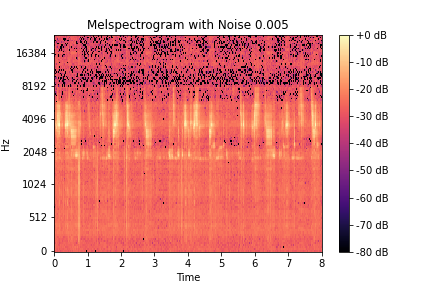 Melspectrogram with Noise 0.005
Hz
16384
8192
4096
2048
1024
512
0
0 1 2 3 4 5 6 7 8
Time
+0 dB
-10 dB
-20 dB
-30 dB
-40 dB
-50 dB
-60 dB
-70 dB
-80 dB